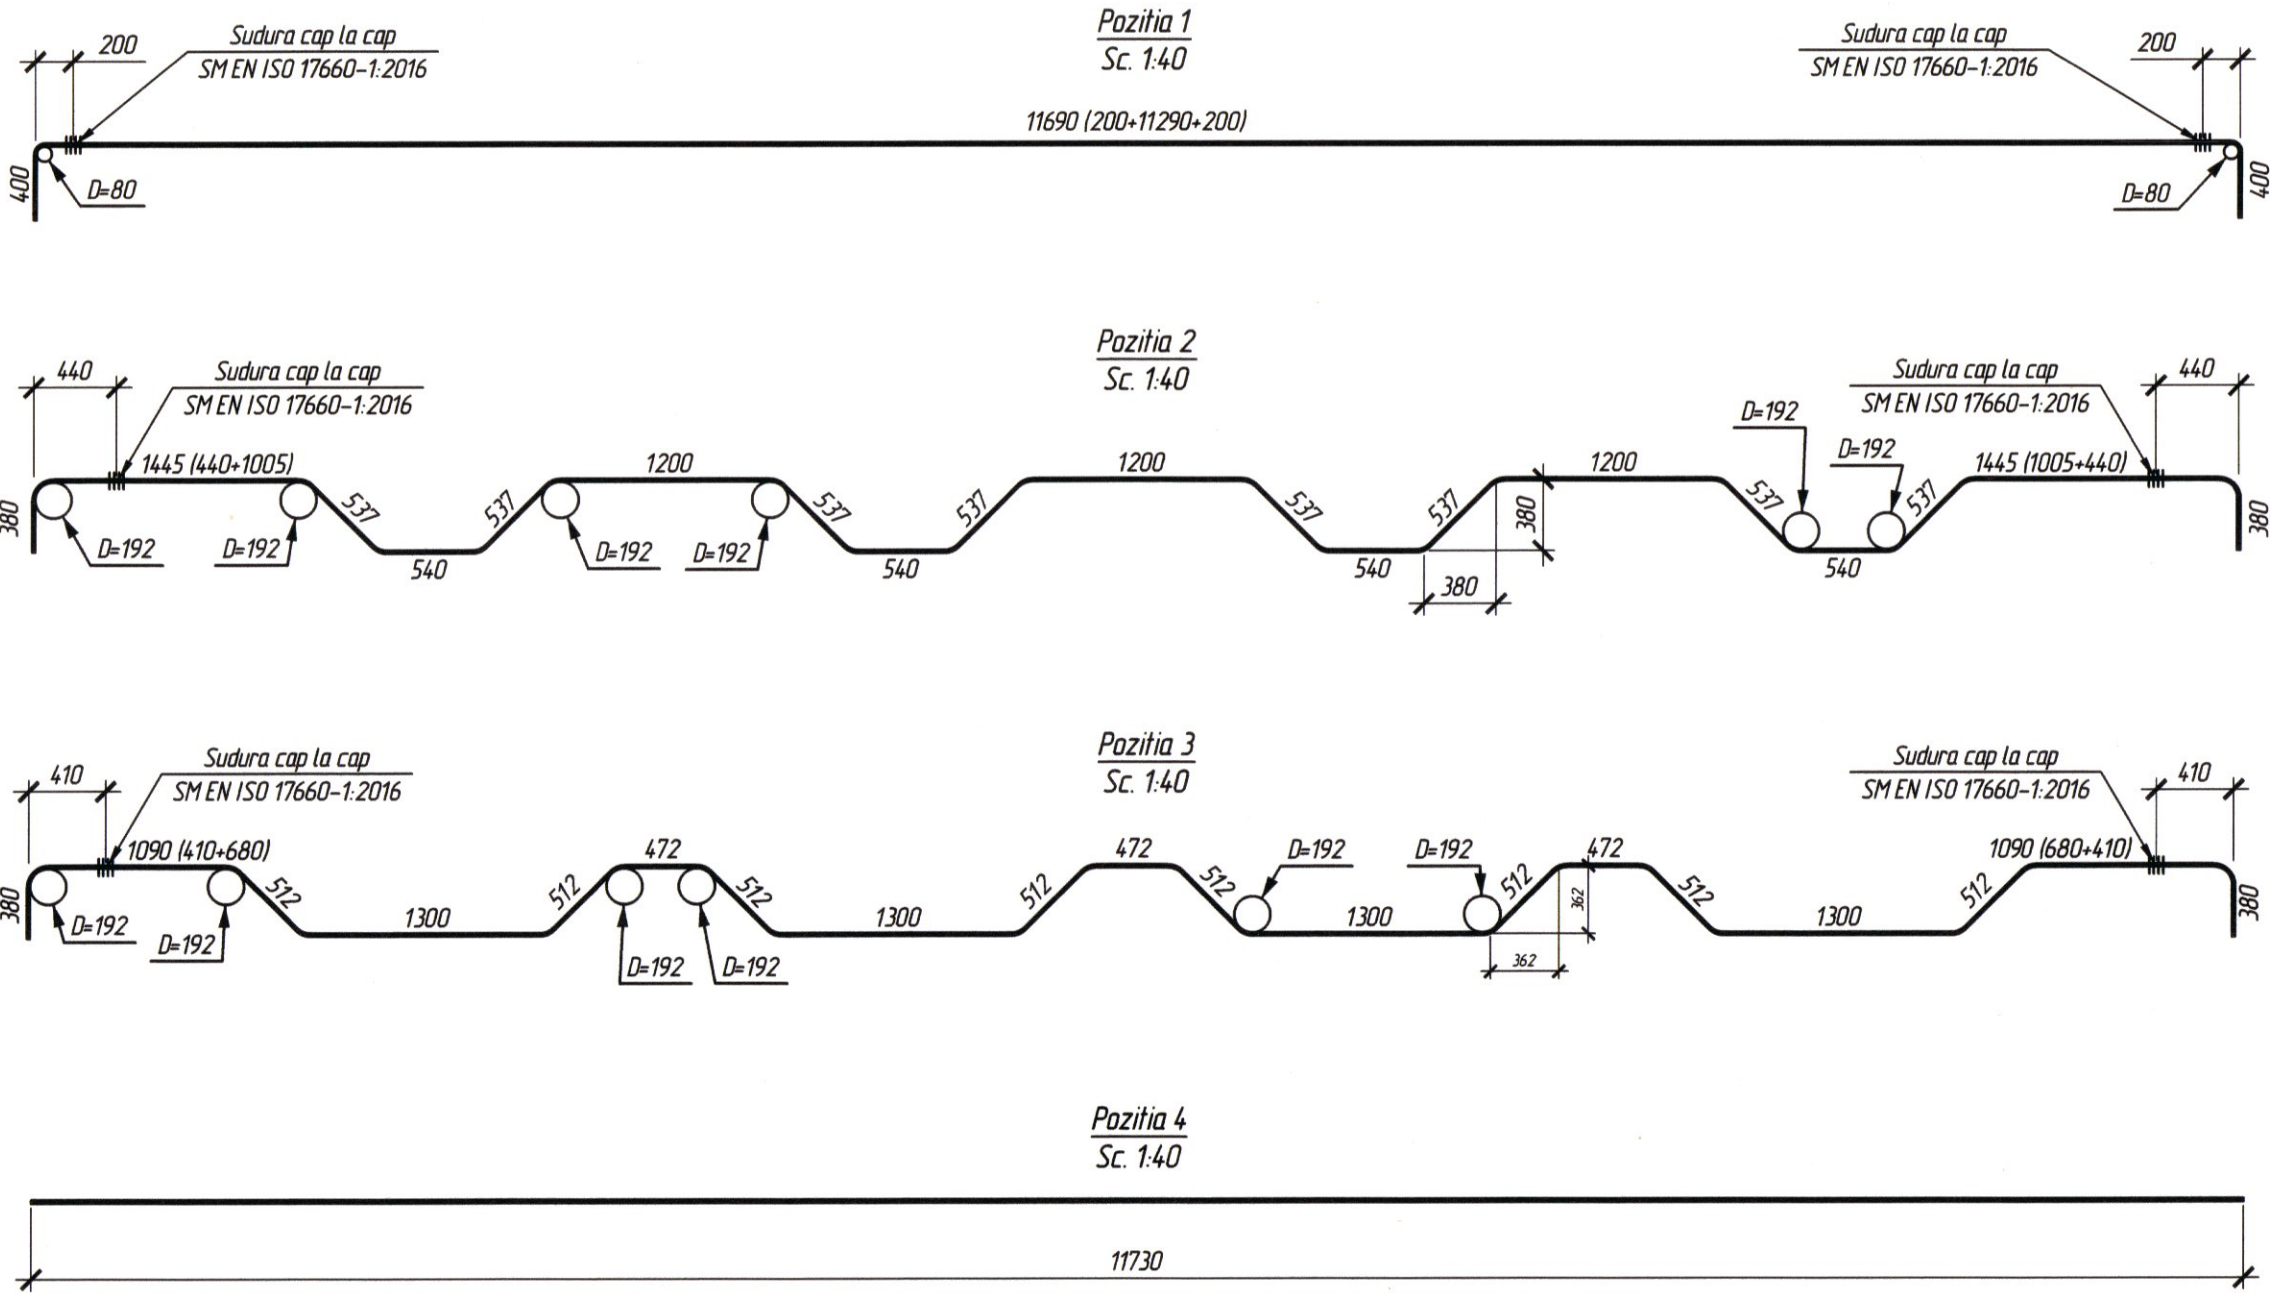 Pozitia 1
Sc. 1:40
200
Sudura cap la cap
SM EN ISO 17660-1:2016
Sudura cap la cap
SM EN ISO 17660-1:2016
200
11690 (200+11290+200)
400
D=80
D=80
400
Pozitia 2
Sc. 1:40
440
Sudura cap la cap
SM EN ISO 17660-1:2016
Sudura cap la cap
SM EN ISO 17660-1:2016
440
D=192
D=192
1445 (440+1005)
1200
1200
1200
1445 (1005+440)
380
537
537
537
537
537
537
380
537
537
380
D=192
D=192
D=192
D=192
540
540
540
540
380
Pozitia 3
Sc. 1:40
410
Sudura cap la cap
SM EN ISO 17660-1:2016
Sudura cap la cap
SM EN ISO 17660-1:2016
410
1090 (410+680)
472
472
D=192
D=192
472
1090 (680+410)
380
512
512
512
512
512
512
362
512
512
380
D=192
D=192
1300
1300
1300
1300
D=192
D=192
362
Pozitia 4
Sc. 1:40
11730